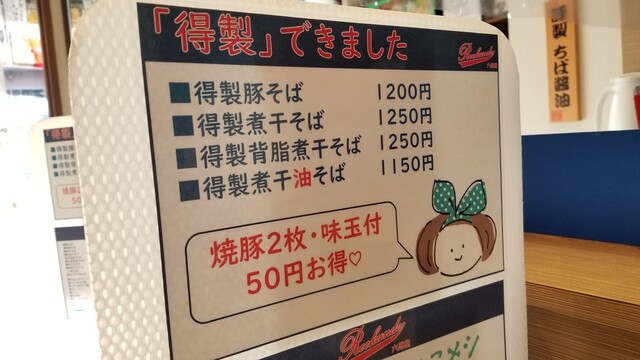 「得製」できました
■得製豚そば 1200円
■得製煮干そば 1250円
■得製背脂煮干そば 1250円
■得製煮干油そば 1150円
焼豚2枚・味玉付
50円お得♡
ちば醤油